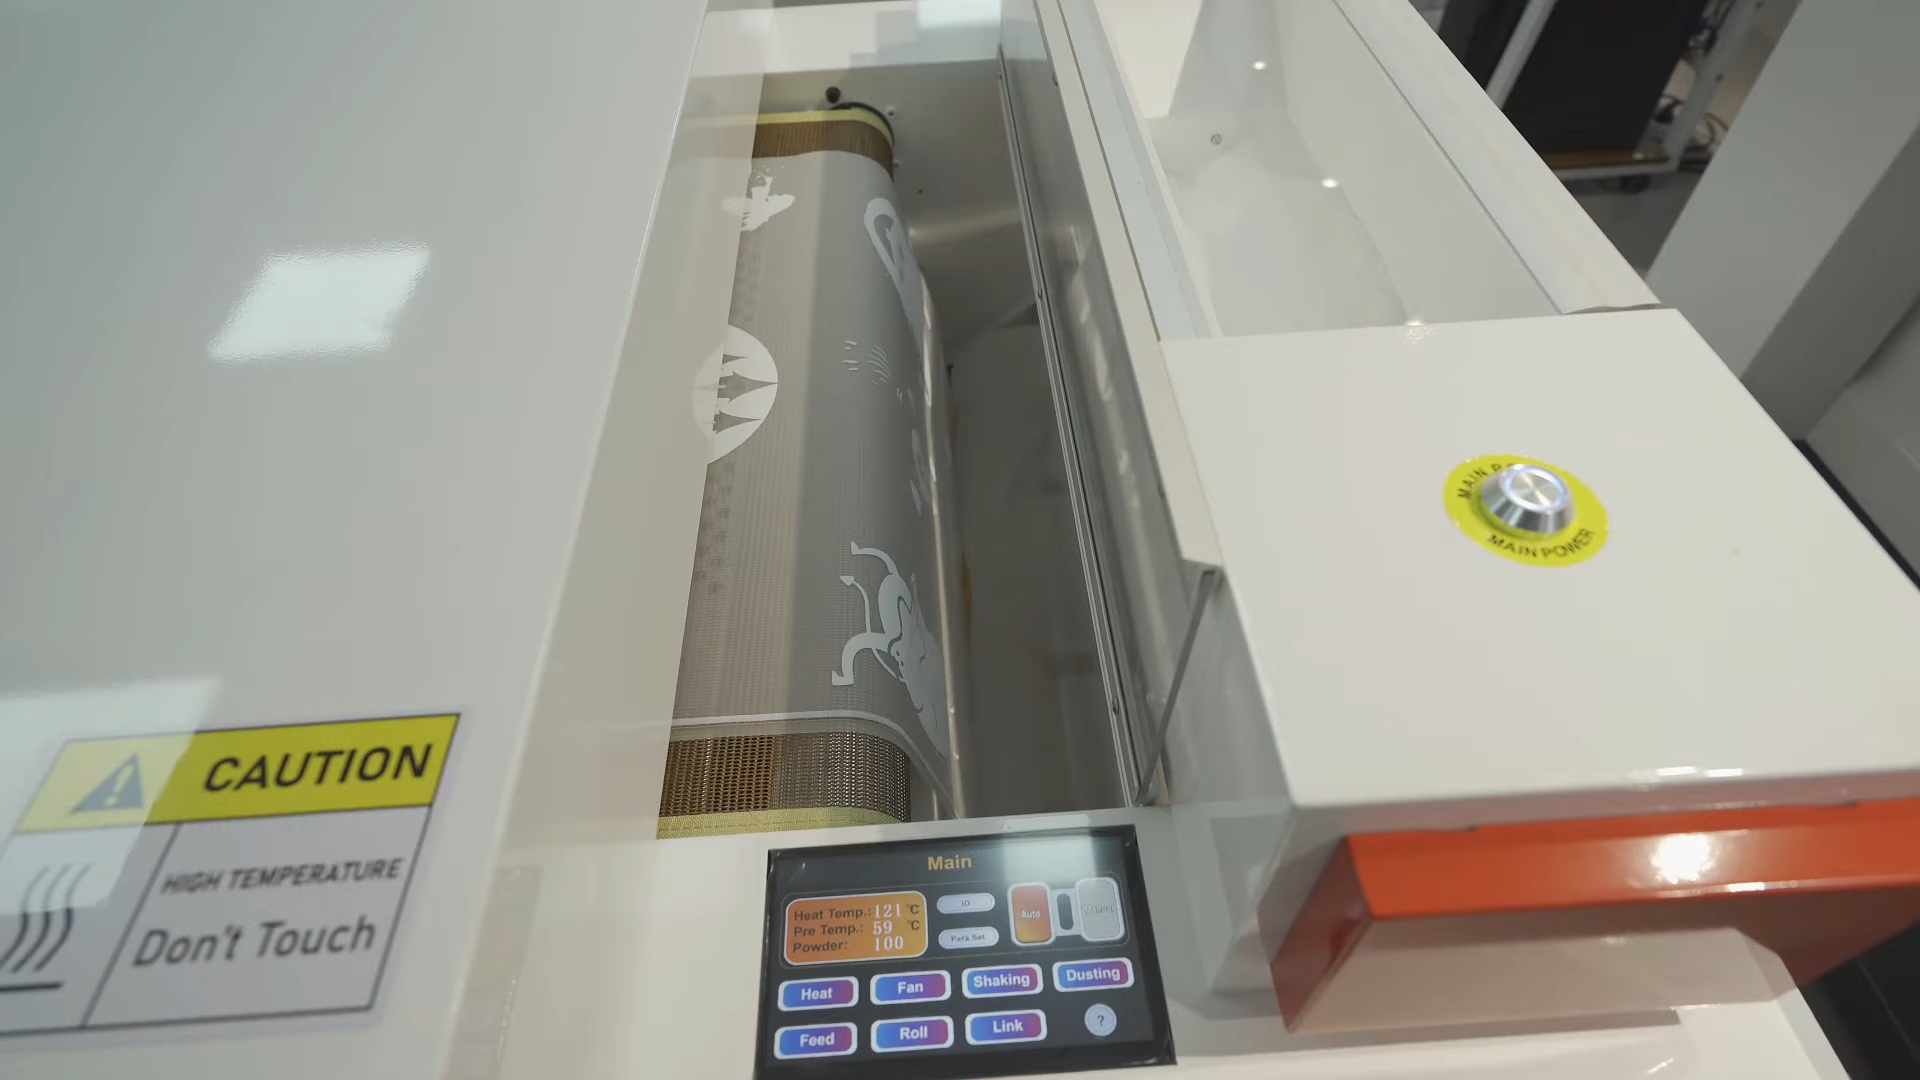 MAIN
MAIN POWER
CAUTION
HIGH TEMPERATURE
Don't Touch
Main
Heat Temp.: 121 °C
Pre Temp.: 59 °C
Powder: 100
IO
Para Set
Auto
Heat
Fan
Shaking
Dusting
Feed
Roll
Link
?